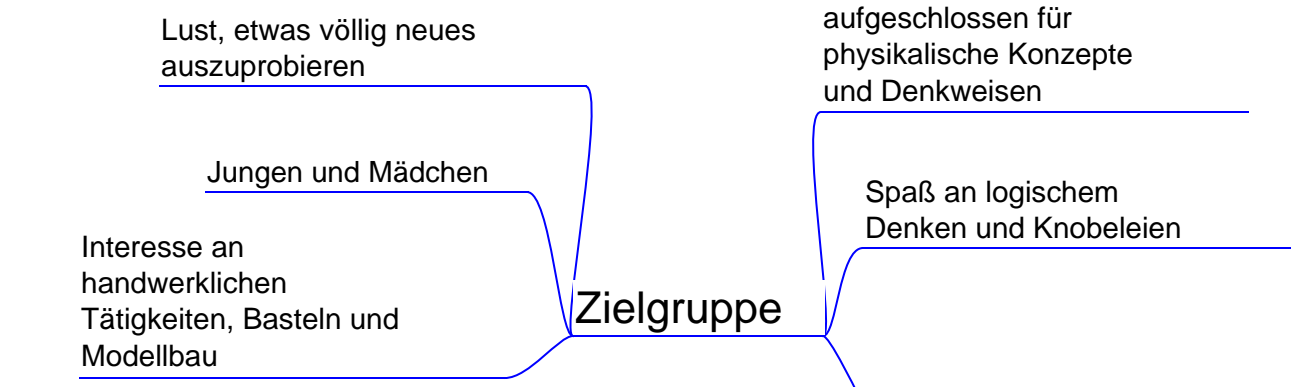 Lust, etwas völlig neues
auszuprobieren
Jungen und Mädchen
Interesse an
handwerklichen
Tätigkeiten, Basteln und
Modellbau
Zielgruppe
aufgeschlossen für
physikalische Konzepte
und Denkweisen
Spaß an logischem
Denken und Knobeleien